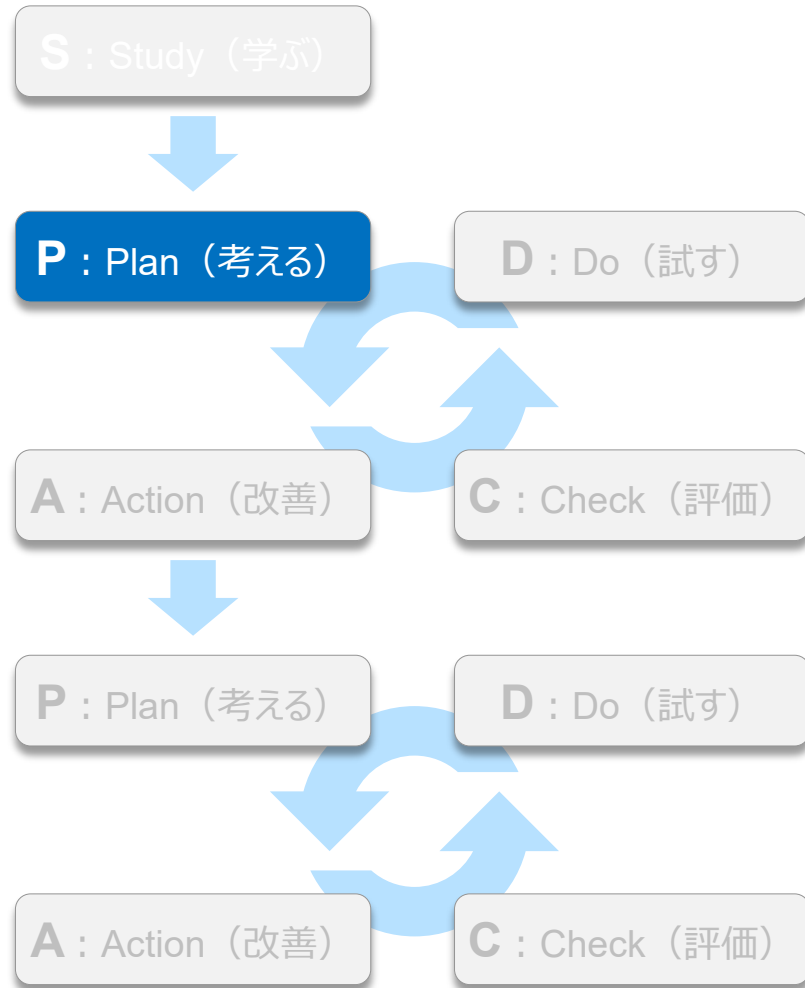 S：Study（学ぶ）
P：Plan（考える）
D：Do（試す）
A：Action（改善）
C：Check（評価）
P：Plan（考える）
D：Do（試す）
A：Action（改善）
C：Check（評価）